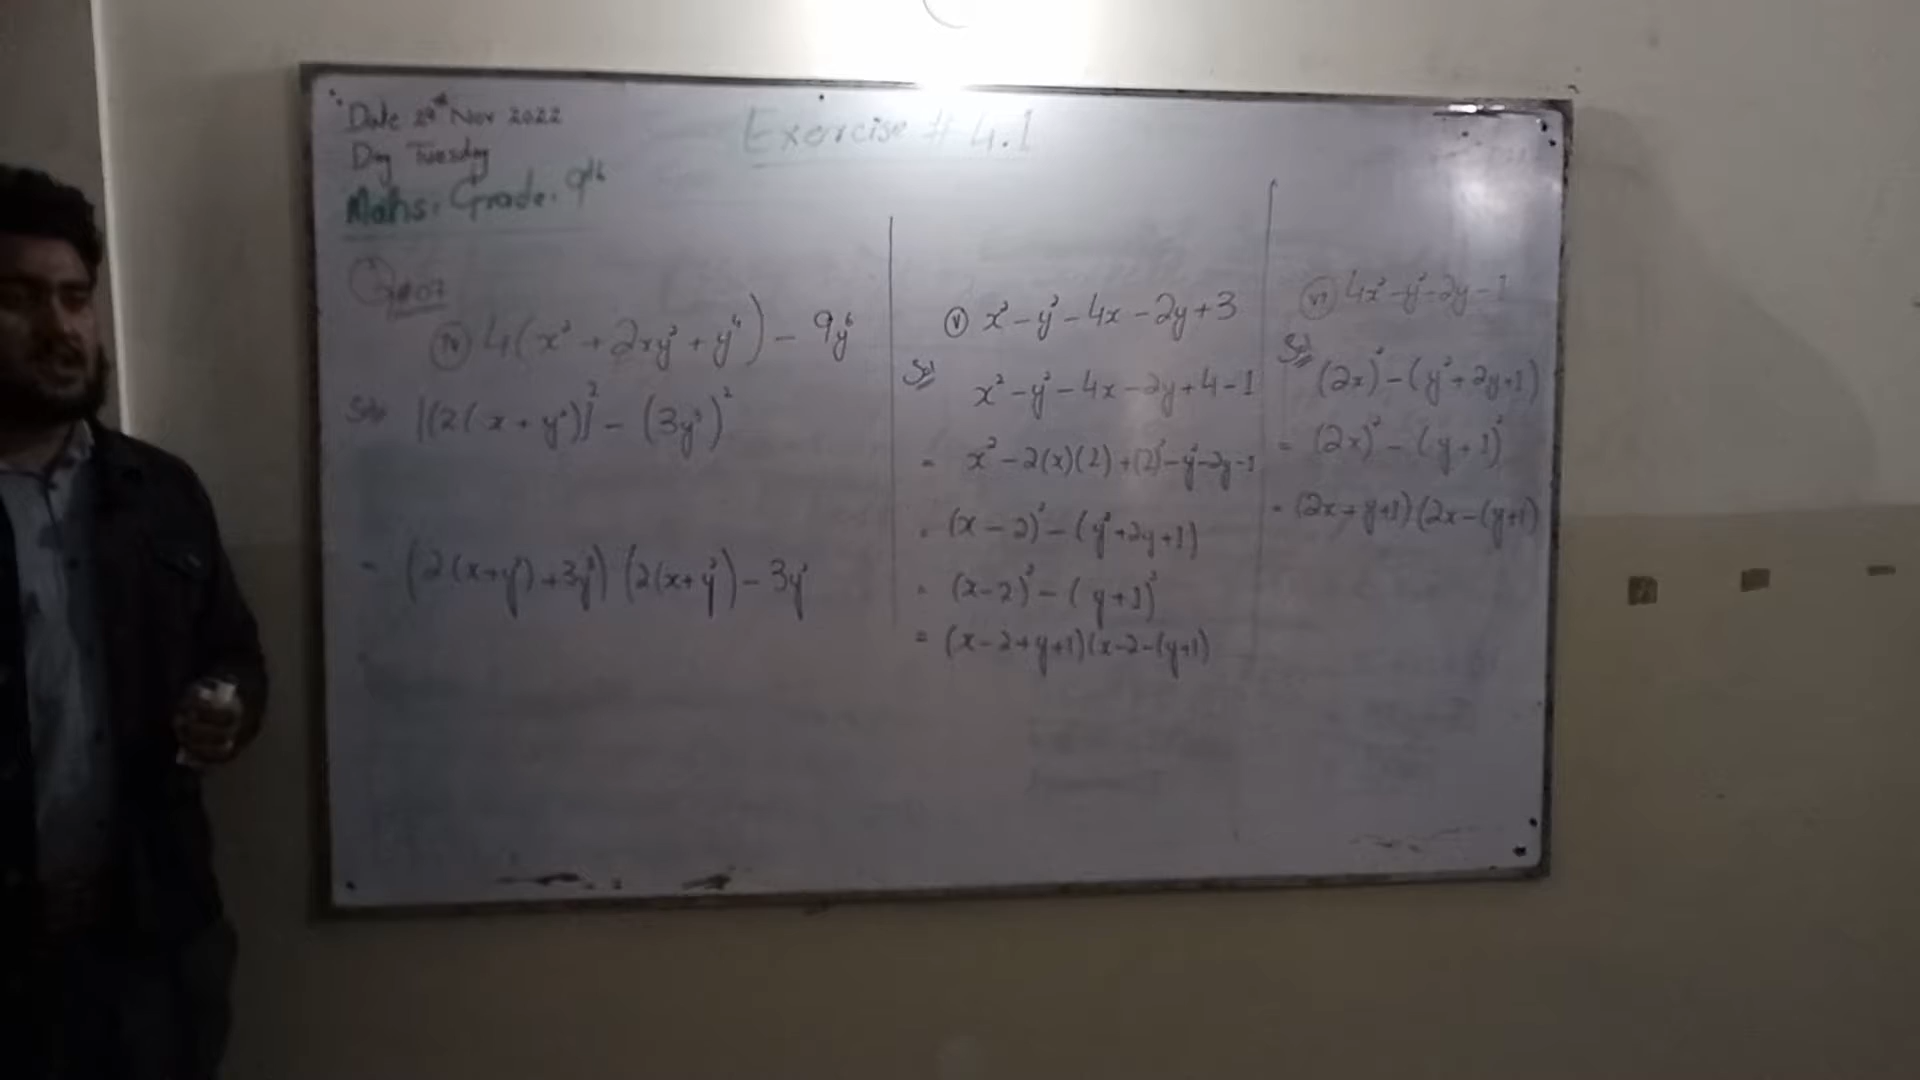 Date 29th Nov 2022
Day Tuesday
Maths. Grade. 9th
Exercise # 4.1
Q#07
(iv) 4(x² + 2xy² + y⁴) - 9y⁶
Sol:
[(2(x + y²)]² - (3y³)²
= (2(x+y²)+3y³) (2(x+y²) - 3y³
(v) x² - y² - 4x - 2y + 3
Sol
x² - y² - 4x - 2y + 4 - 1
= x² - 2(x)(2) + (2)² - y² - 2y - 1
= (x - 2)² - (y² + 2y + 1)
= (x - 2)² - (y + 1)²
= (x - 2 + y + 1)(x - 2 - (y+1)
(vi) 4x² - y² - 2y - 1
Sol
(2x)² - (y² + 2y + 1)
= (2x)² - (y + 1)²
= (2x + y + 1) (2x - (y+1)